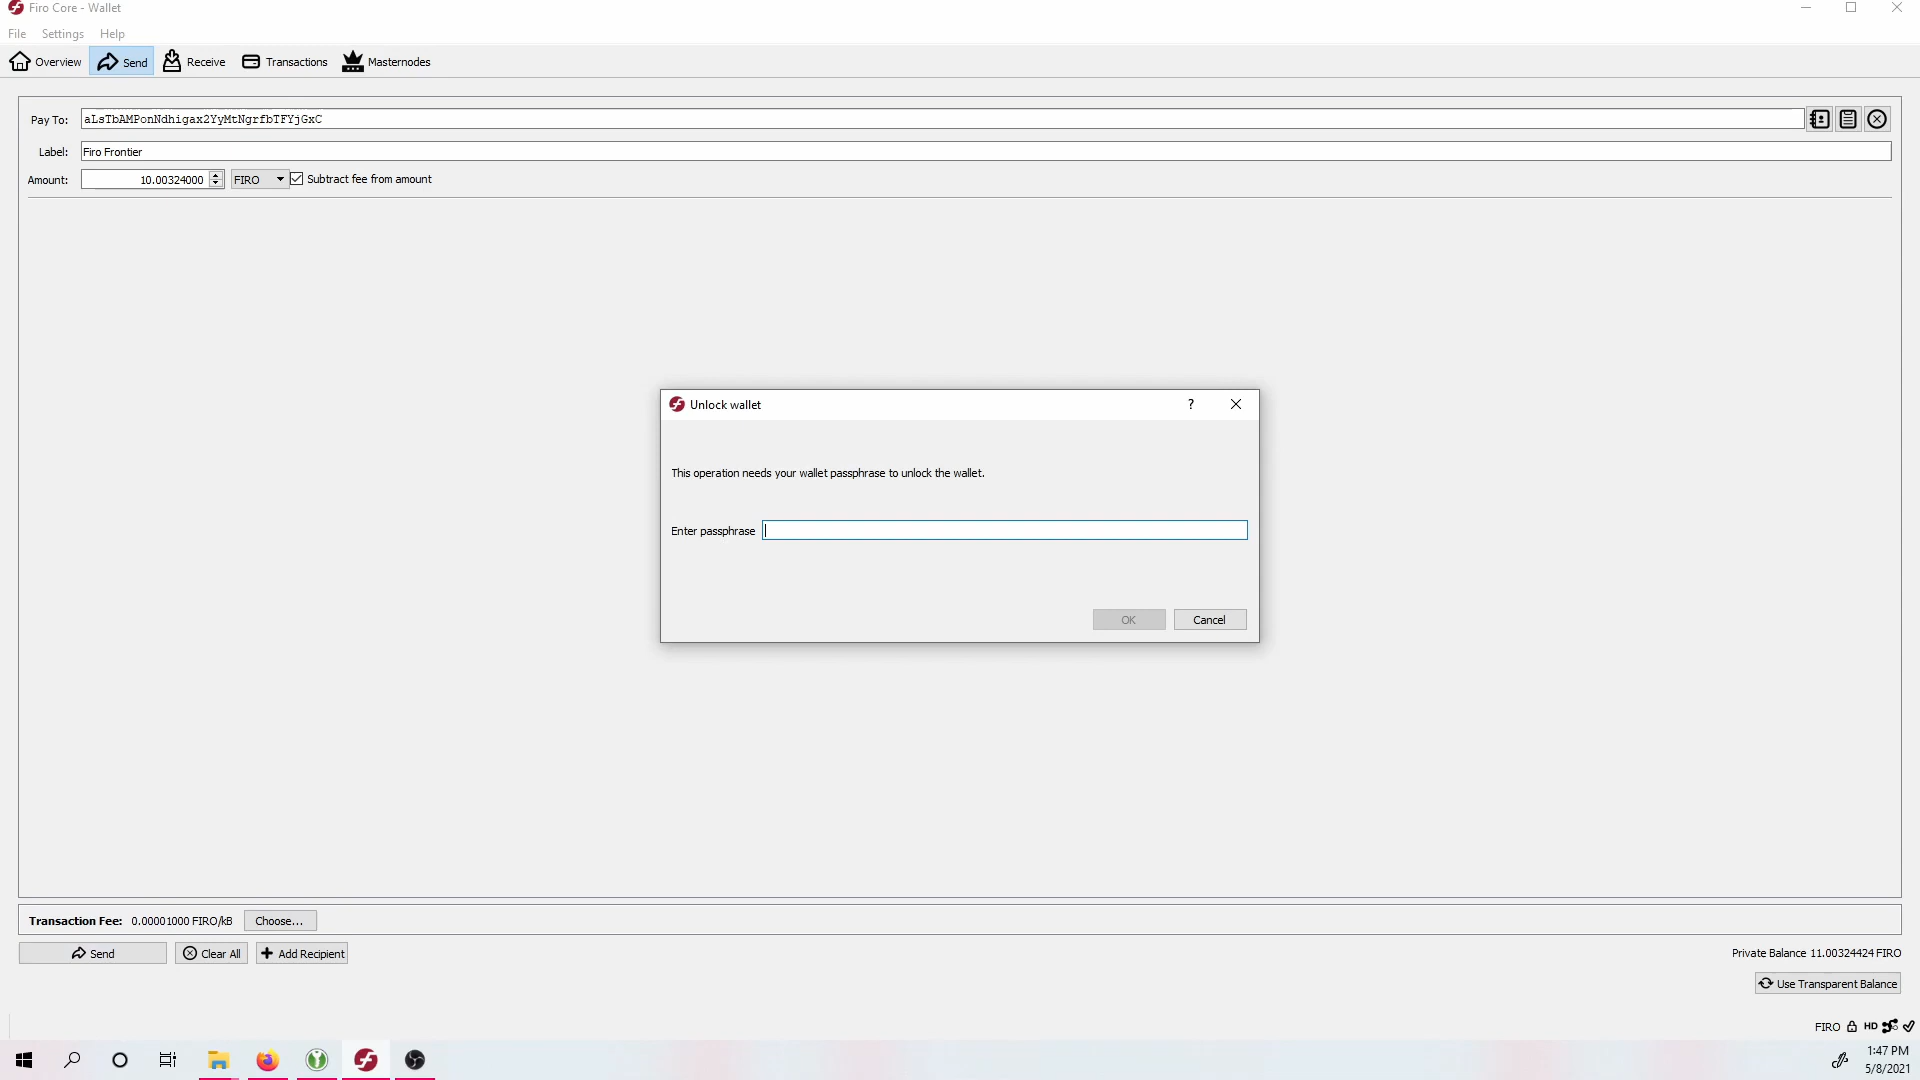 Firo Core - Wallet
File Settings Help
Overview Send Receive Transactions Masternodes
Pay To: aLsTbAMPonNdhigax2YyMtNgrfbTFYjGxC
Label: Firo Frontier
Amount: 10.00324000 FIRO Subtract fee from amount
Unlock wallet ?
This operation needs your wallet passphrase to unlock the wallet.
Enter passphrase
OK Cancel
Transaction Fee: 0.00001000 FIRO/kB Choose...
Send Clear All Add Recipient Private Balance 11.00324424 FIRO
Use Transparent Balance
FIRO HD
1:47 PM
5/8/2021